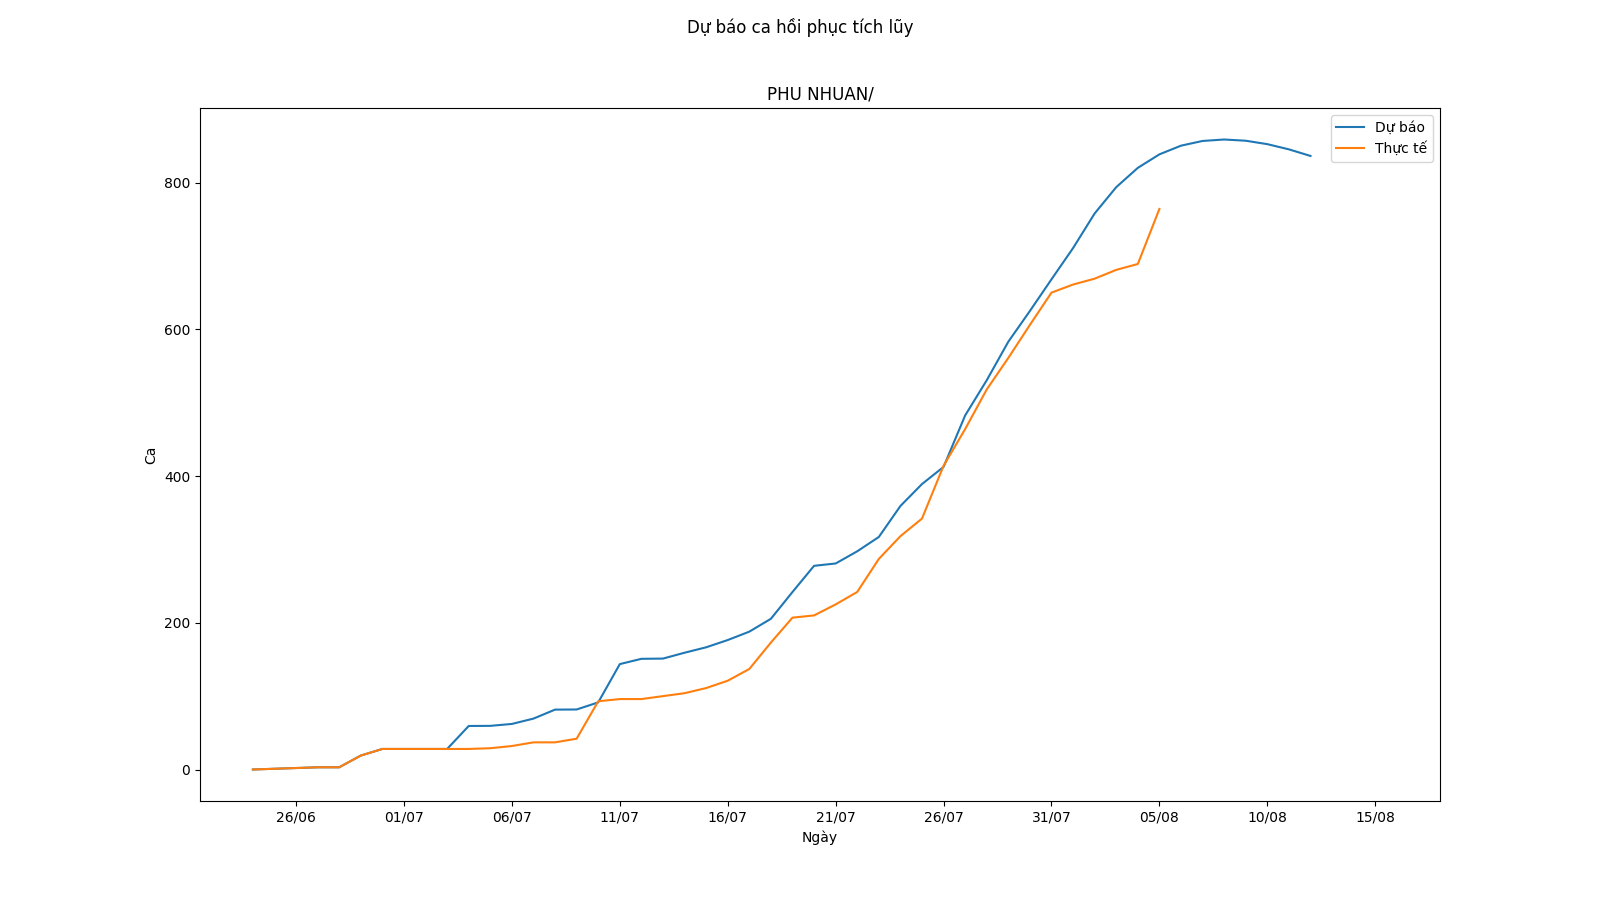 Dự báo ca hồi phục tích lũy
PHU NHUAN/
Dự báo
Thực tế
800
600
400
200
0
Ca
26/06 01/07 06/07 11/07 16/07 21/07 26/07 31/07 05/08 10/08 15/08
Ngày